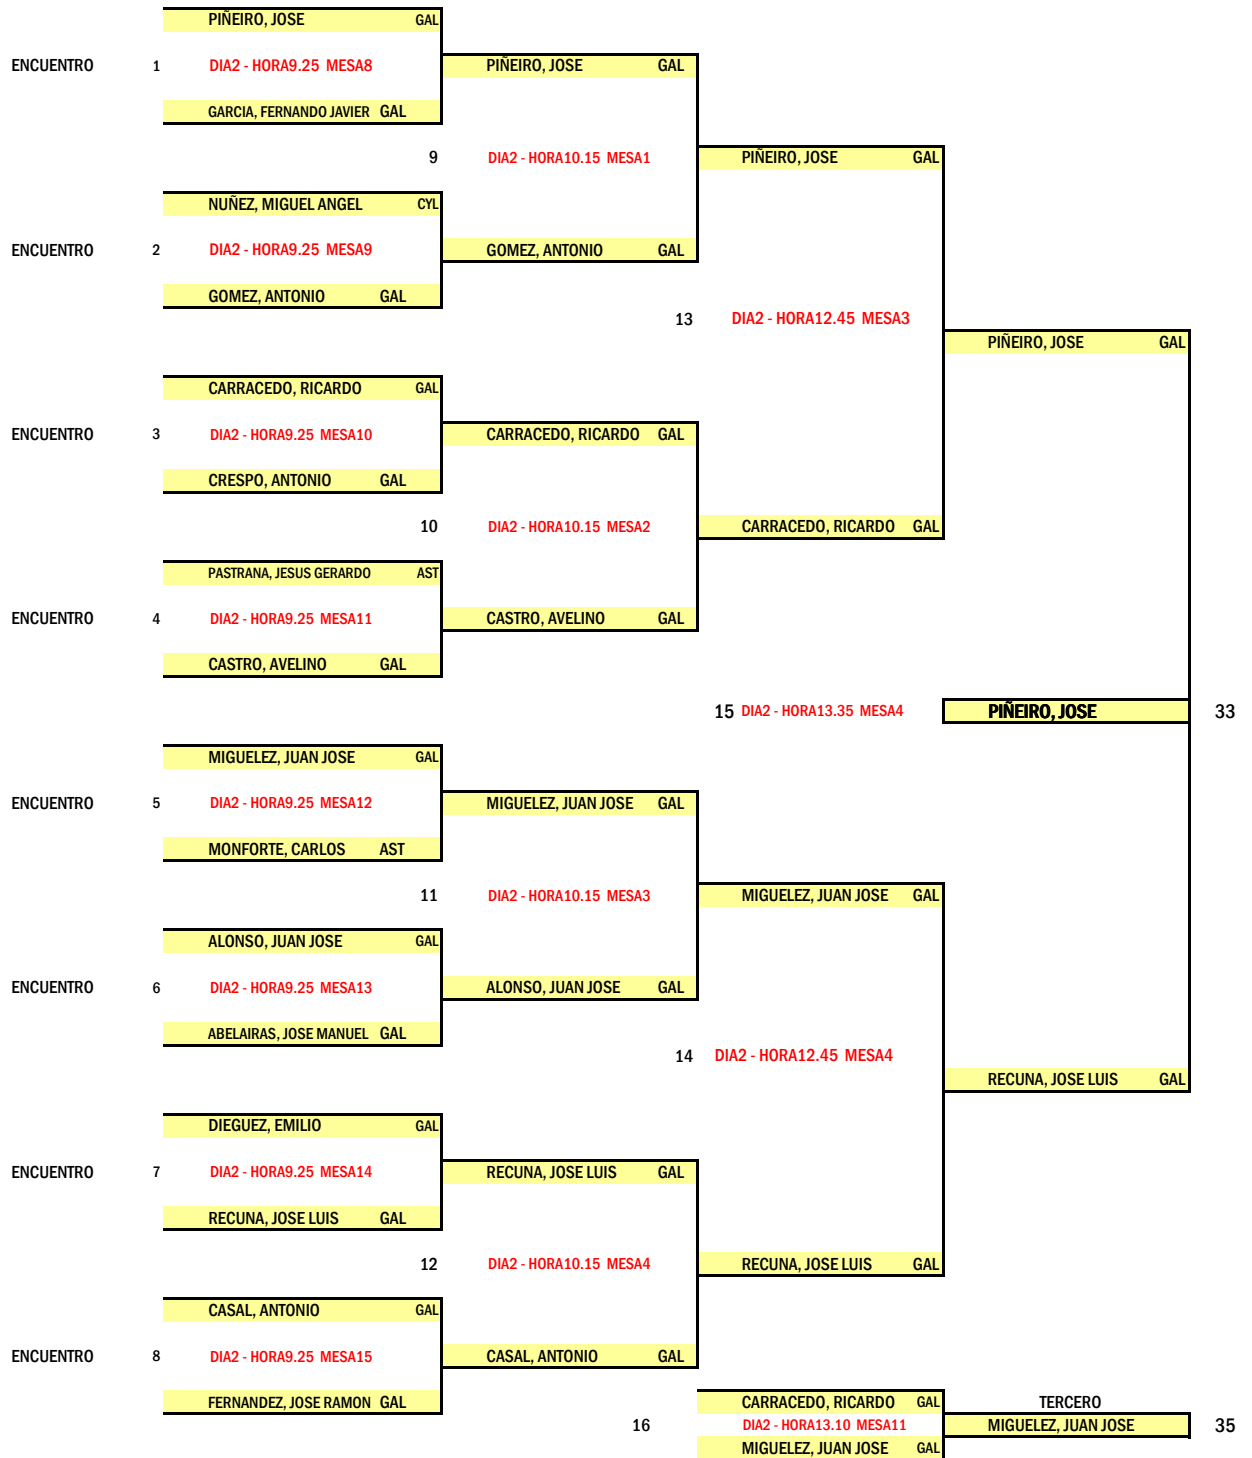 PIÑEIRO, JOSE GAL
ENCUENTRO 1 DIA2 - HORA9.25 MESA8 PIÑEIRO, JOSE GAL
GARCIA, FERNANDO JAVIER GAL
9 DIA2 - HORA10.15 MESA1 PIÑEIRO, JOSE GAL
NUÑEZ, MIGUEL ANGEL CYL
ENCUENTRO 2 DIA2 - HORA9.25 MESA9 GOMEZ, ANTONIO GAL
GOMEZ, ANTONIO GAL
13 DIA2 - HORA12.45 MESA3
PIÑEIRO, JOSE GAL
CARRACEDO, RICARDO GAL
ENCUENTRO 3 DIA2 - HORA9.25 MESA10 CARRACEDO, RICARDO GAL
CRESPO, ANTONIO GAL
10 DIA2 - HORA10.15 MESA2 CARRACEDO, RICARDO GAL
PASTRANA, JESUS GERARDO AST
ENCUENTRO 4 DIA2 - HORA9.25 MESA11 CASTRO, AVELINO GAL
CASTRO, AVELINO GAL
15 DIA2 - HORA13.35 MESA4 PIÑEIRO, JOSE 33
MIGUELEZ, JUAN JOSE GAL
ENCUENTRO 5 DIA2 - HORA9.25 MESA12 MIGUELEZ, JUAN JOSE GAL
MONFORTE, CARLOS AST
11 DIA2 - HORA10.15 MESA3 MIGUELEZ, JUAN JOSE GAL
ALONSO, JUAN JOSE GAL
ENCUENTRO 6 DIA2 - HORA9.25 MESA13 ALONSO, JUAN JOSE GAL
ABELAIRAS, JOSE MANUEL GAL
14 DIA2 - HORA12.45 MESA4
RECUNA, JOSE LUIS GAL
DIEGUEZ, EMILIO GAL
ENCUENTRO 7 DIA2 - HORA9.25 MESA14 RECUNA, JOSE LUIS GAL
RECUNA, JOSE LUIS GAL
12 DIA2 - HORA10.15 MESA4 RECUNA, JOSE LUIS GAL
CASAL, ANTONIO GAL
ENCUENTRO 8 DIA2 - HORA9.25 MESA15 CASAL, ANTONIO GAL
FERNANDEZ, JOSE RAMON GAL CARRACEDO, RICARDO GAL TERCERO
16 DIA2 - HORA13.10 MESA11 MIGUELEZ, JUAN JOSE 35
MIGUELEZ, JUAN JOSE GAL